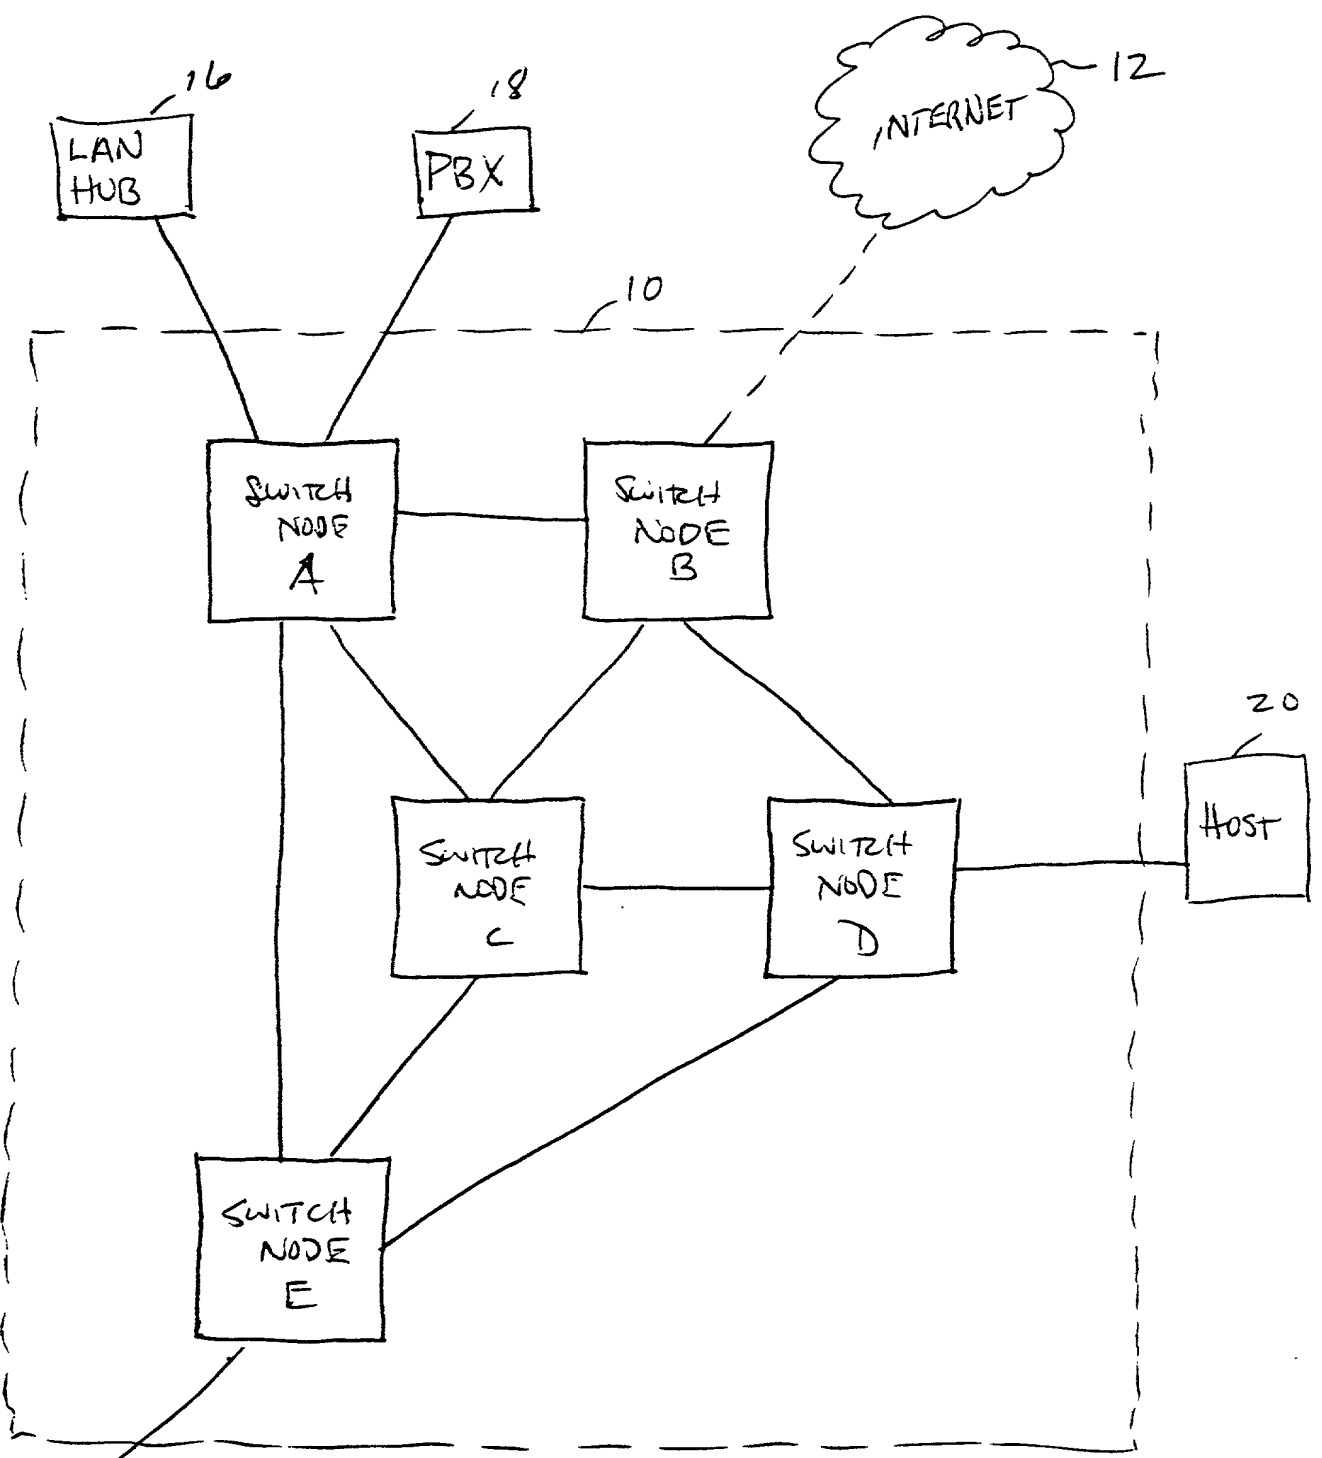 16
LAN
HUB
18
PBX
12
INTERNET
10
SWITCH
NODE
A
SWITCH
NODE
B
20
HOST
SWITCH
NODE
C
SWITCH
NODE
D
SWITCH
NODE
E